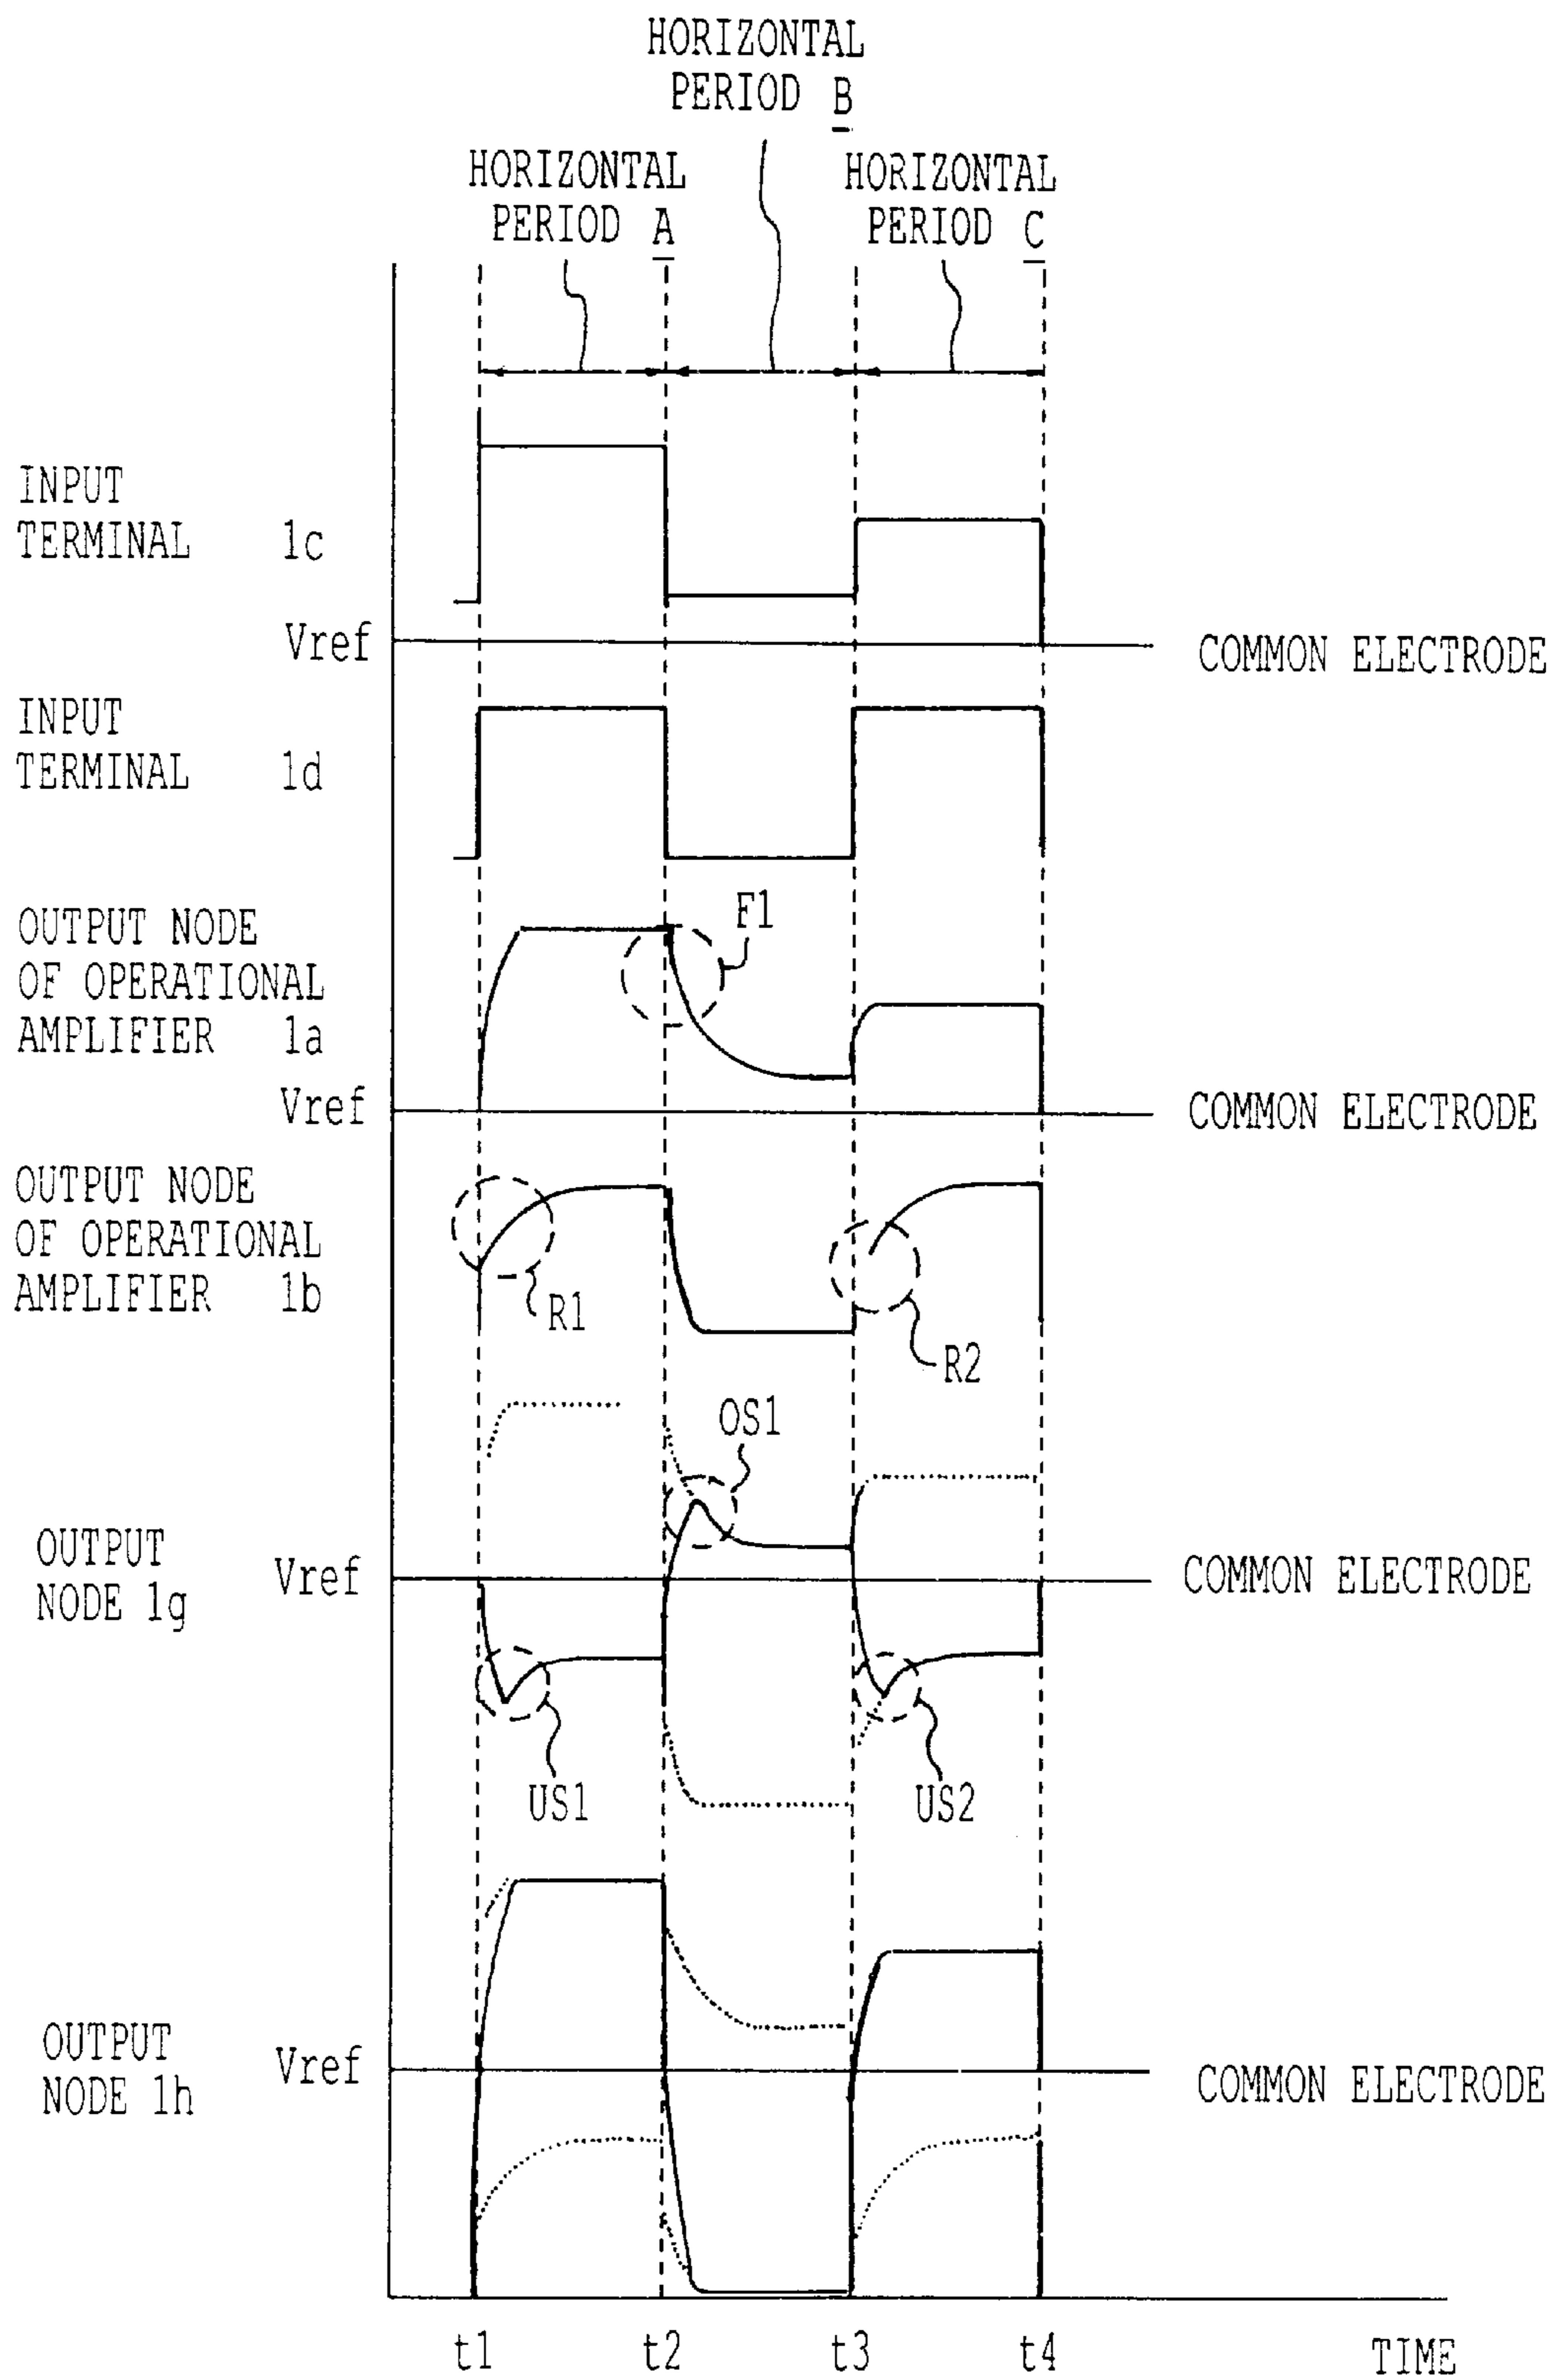 HORIZONTAL
PERIOD B
HORIZONTAL
PERIOD A
HORIZONTAL
PERIOD C
INPUT
TERMINAL 1c
Vref
COMMON ELECTRODE
INPUT
TERMINAL 1d
OUTPUT NODE
OF OPERATIONAL
AMPLIFIER 1a
F1
Vref
COMMON ELECTRODE
OUTPUT NODE
OF OPERATIONAL
AMPLIFIER 1b
R1
R2
OS1
OUTPUT
NODE 1g
Vref
COMMON ELECTRODE
US1
US2
OUTPUT
NODE 1h
Vref
COMMON ELECTRODE
t1 t2 t3 t4 TIME